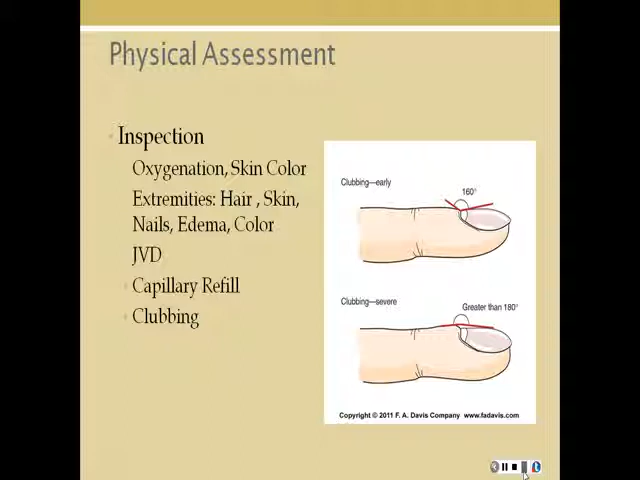 Physical Assessment
Inspection
Oxygenation, Skin Color
Extremities: Hair , Skin,
Nails, Edema, Color
JVD
Capillary Refill
Clubbing
Clubbing—early
160°
Clubbing—severe
Greater than 180°
Copyright © 2011 F. A. Davis Company www.fadavis.com